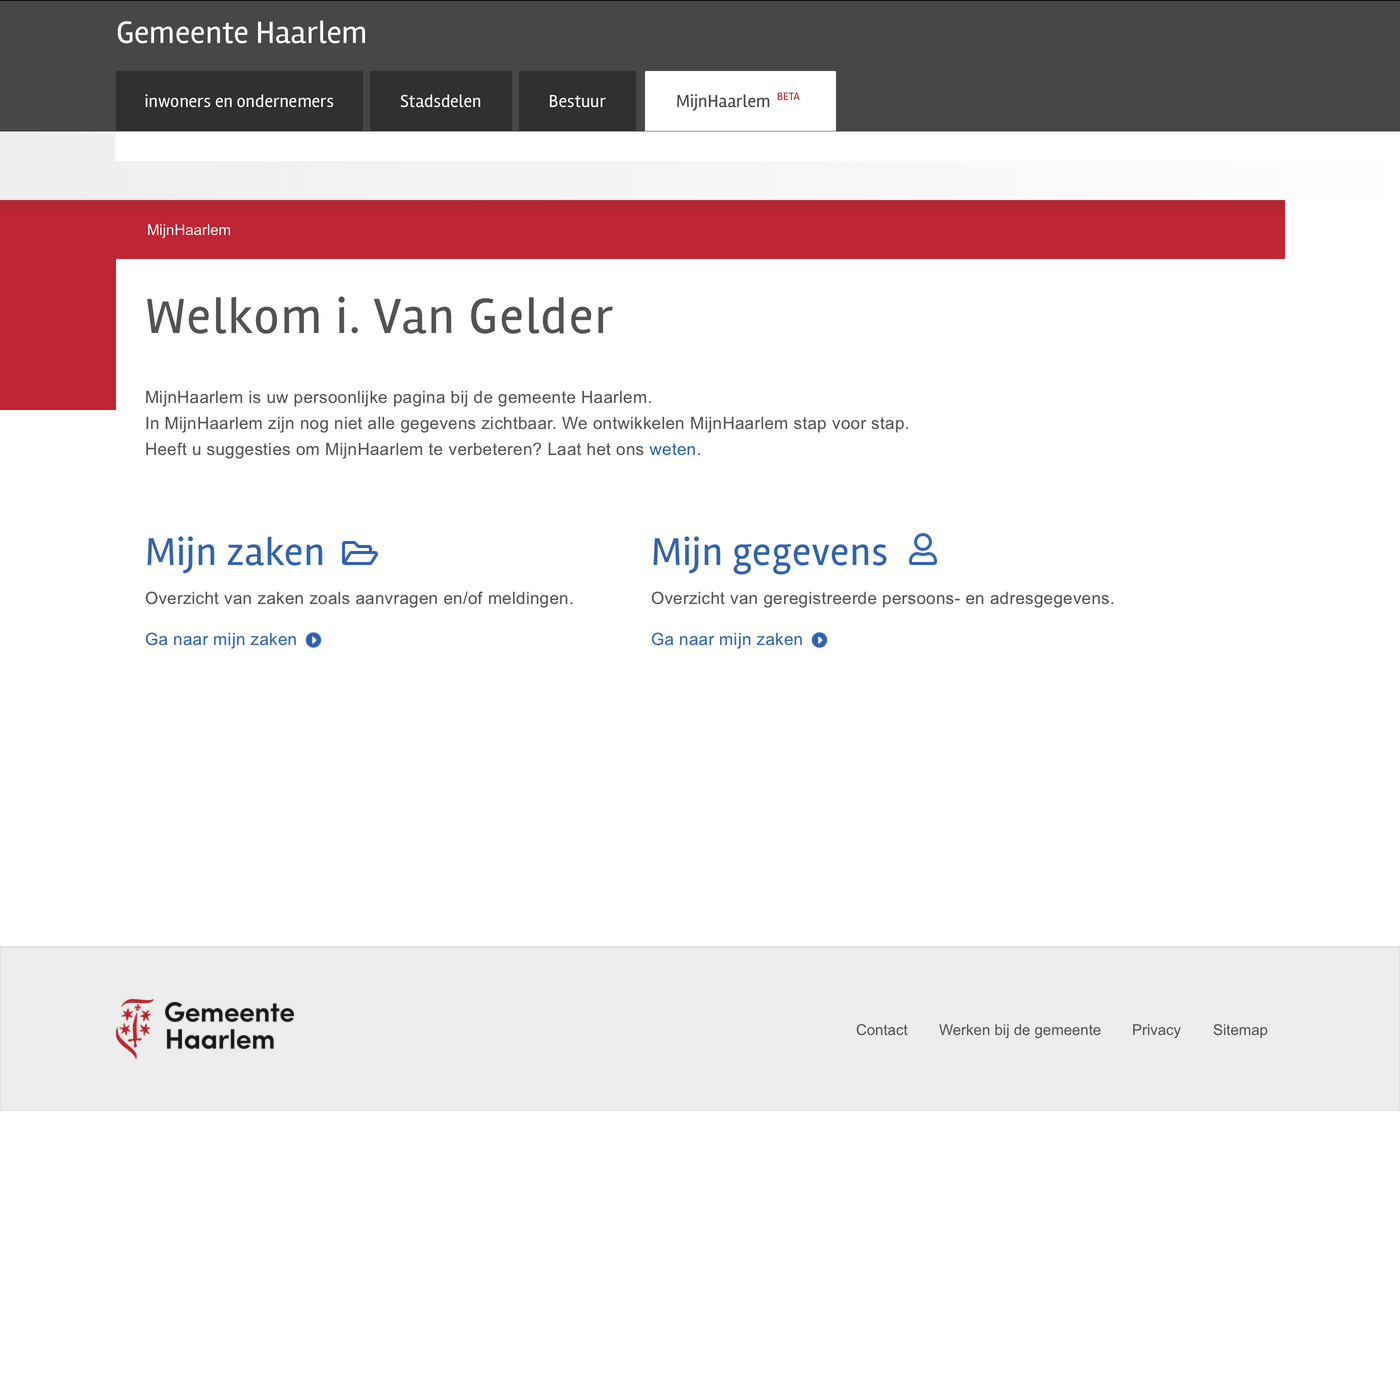 Gemeente Haarlem
inwoners en ondernemers
Stadsdelen
Bestuur
MijnHaarlem BETA
MijnHaarlem
Welkom i. Van Gelder
MijnHaarlem is uw persoonlijke pagina bij de gemeente Haarlem.
In MijnHaarlem zijn nog niet alle gegevens zichtbaar. We ontwikkelen MijnHaarlem stap voor stap.
Heeft u suggesties om MijnHaarlem te verbeteren? Laat het ons weten.
Mijn zaken
Overzicht van zaken zoals aanvragen en/of meldingen.
Ga naar mijn zaken
Mijn gegevens
Overzicht van geregistreerde persoons- en adresgegevens.
Ga naar mijn zaken
Gemeente
Haarlem
Contact
Werken bij de gemeente
Privacy
Sitemap